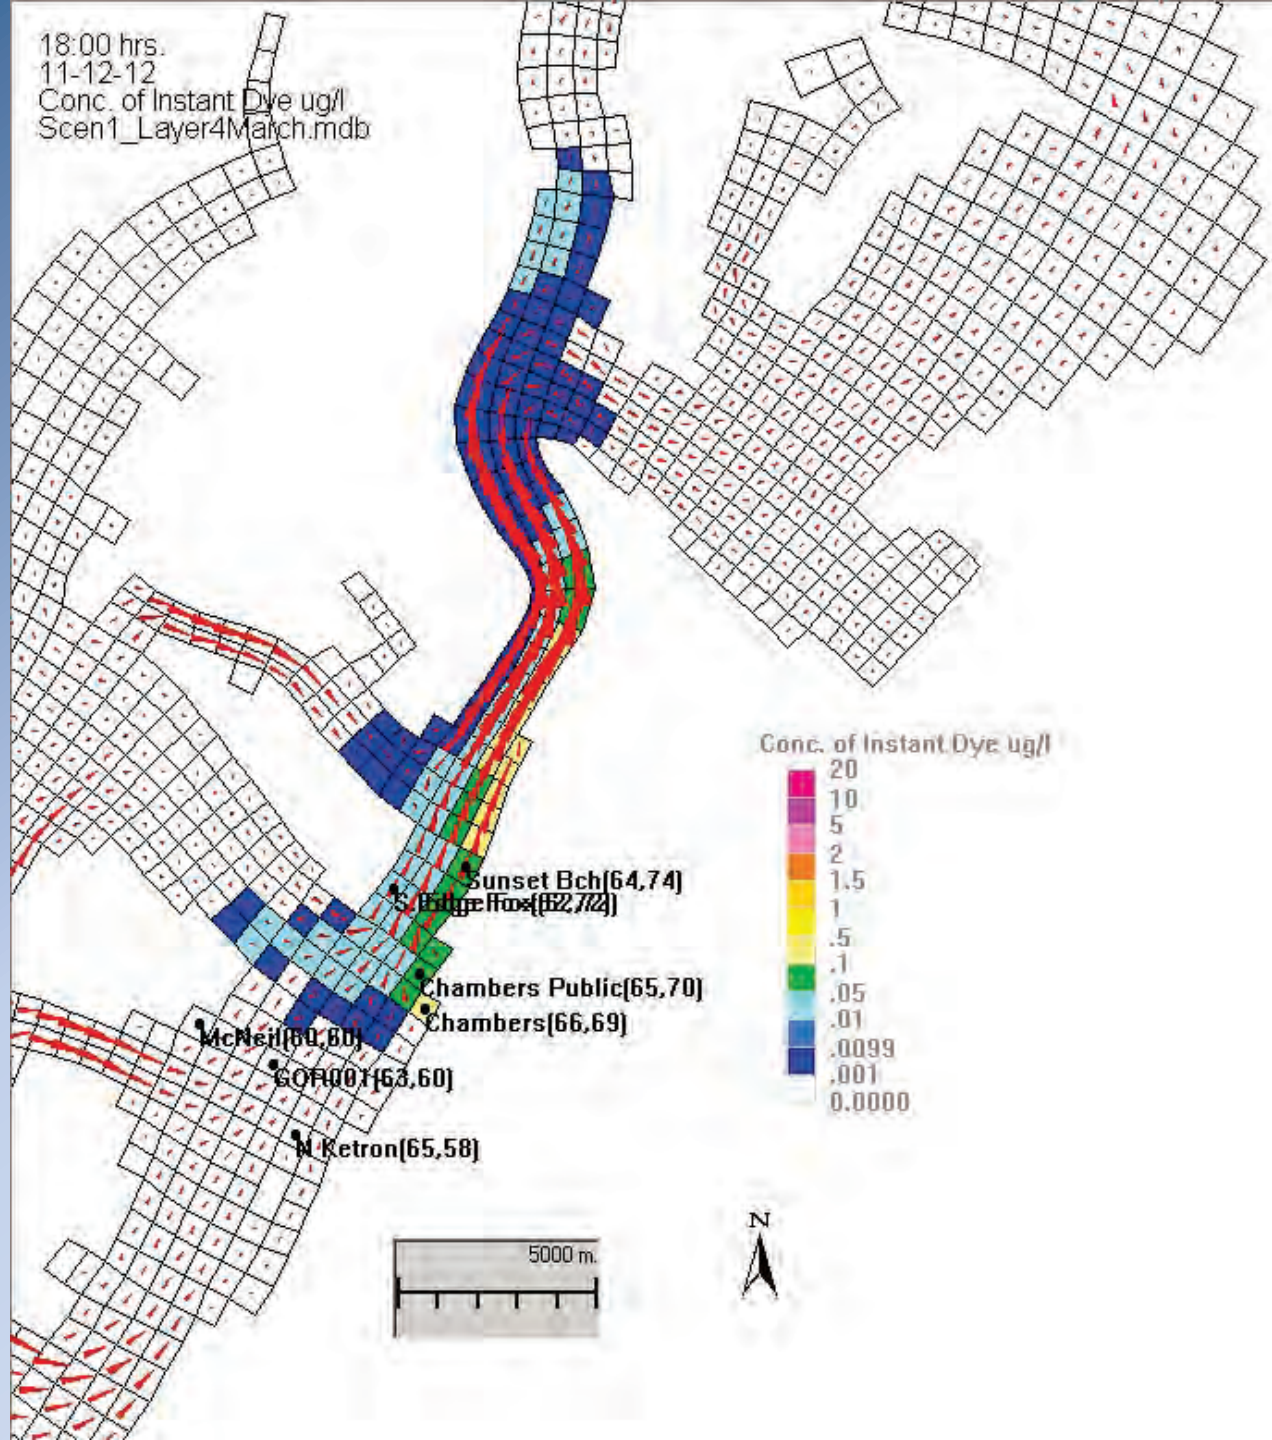 18:00 hrs.
11-12-12
Conc. of Instant Dye ug/l
Scen1_Layer4March.mdb
Conc. of Instant Dye ug/l
20
10
5
2
1.5
1
.5
.1
.05
.01
.0099
.001
0.0000
Sunset Bch(64,74)
Chambers Public(65,70)
Chambers(66,69)
McNeil(60,60)
GOR001(63,60)
N Ketron(65,58)
5000 m.
N